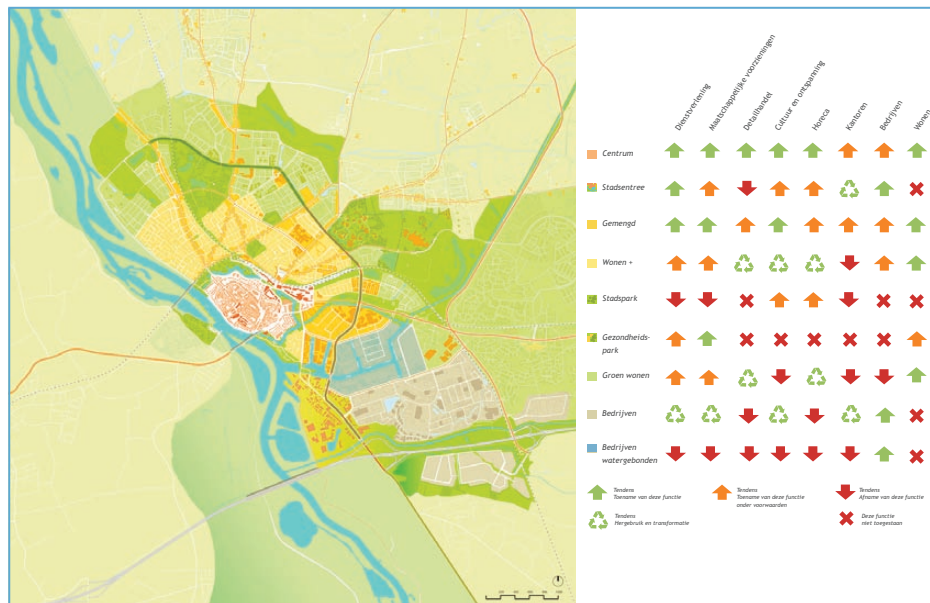 Dienstverlening
Maatschappelijke voorzieningen
Detailhandel
Cultuur en ontspanning
Horeca
Kantoren
Bedrijven
Wonen
Centrum
Stadsentree
Gemengd
Wonen +
Stadspark
Gezondheids-
park
Groen wonen
Bedrijven
Bedrijven
watergebonden
Tendens
Toename van deze functie
Tendens
Toename van deze functie
onder voorwaarden
Tendens
Afname van deze functie
Tendens
Hergebruik en transformatie
Deze functie
niet toegestaan